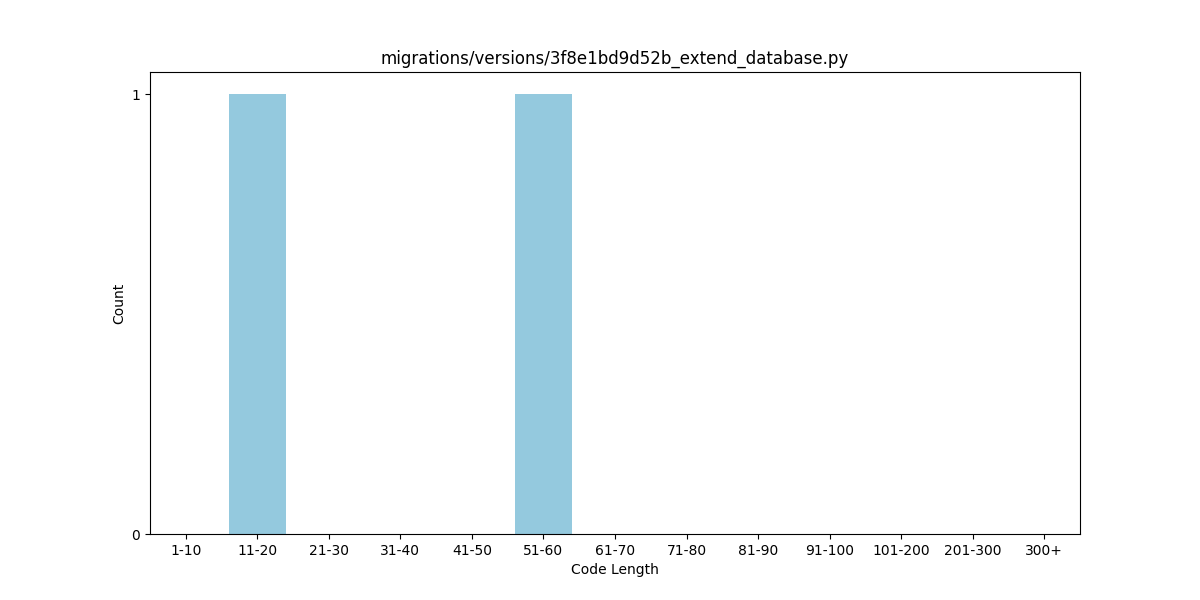 migrations/versions/3f8e1bd9d52b_extend_database.py
Count
1
0
1-10 11-20 21-30 31-40 41-50 51-60 61-70 71-80 81-90 91-100 101-200 201-300 300+
Code Length